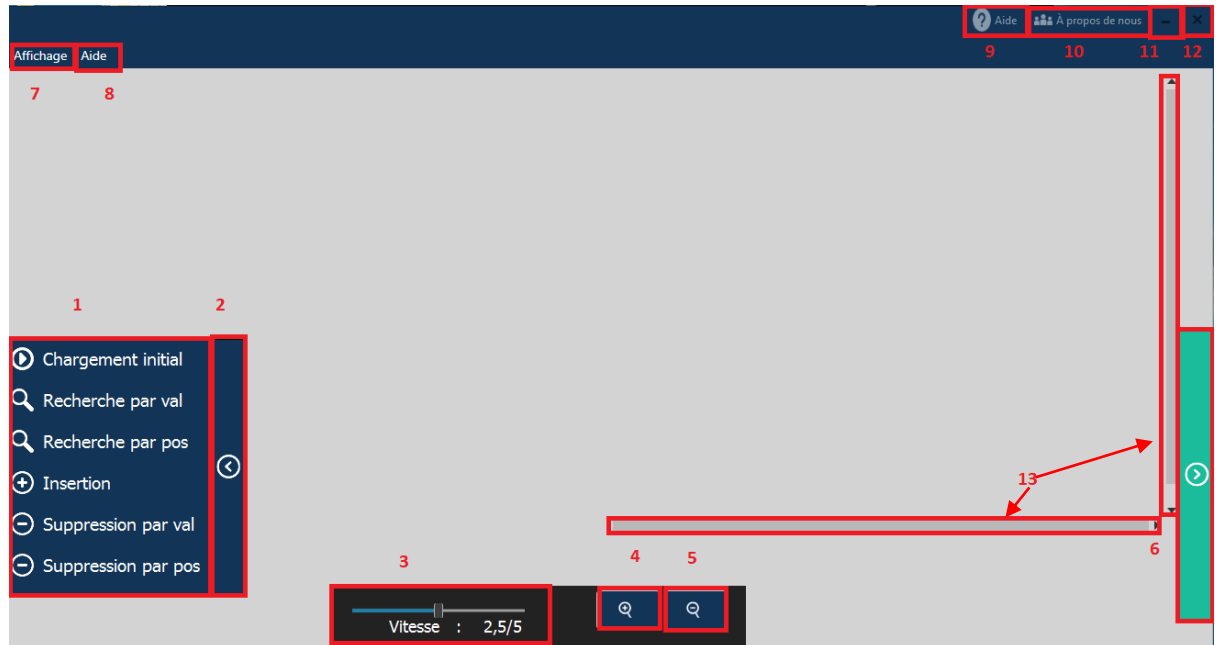 Aide
À propos de nous
9
10
11
12
Affichage
Aide
7
8
1
2
Chargement initial
Recherche par val
Recherche par pos
Insertion
Suppression par val
Suppression par pos
13
3
4
5
6
Vitesse : 2,5/5